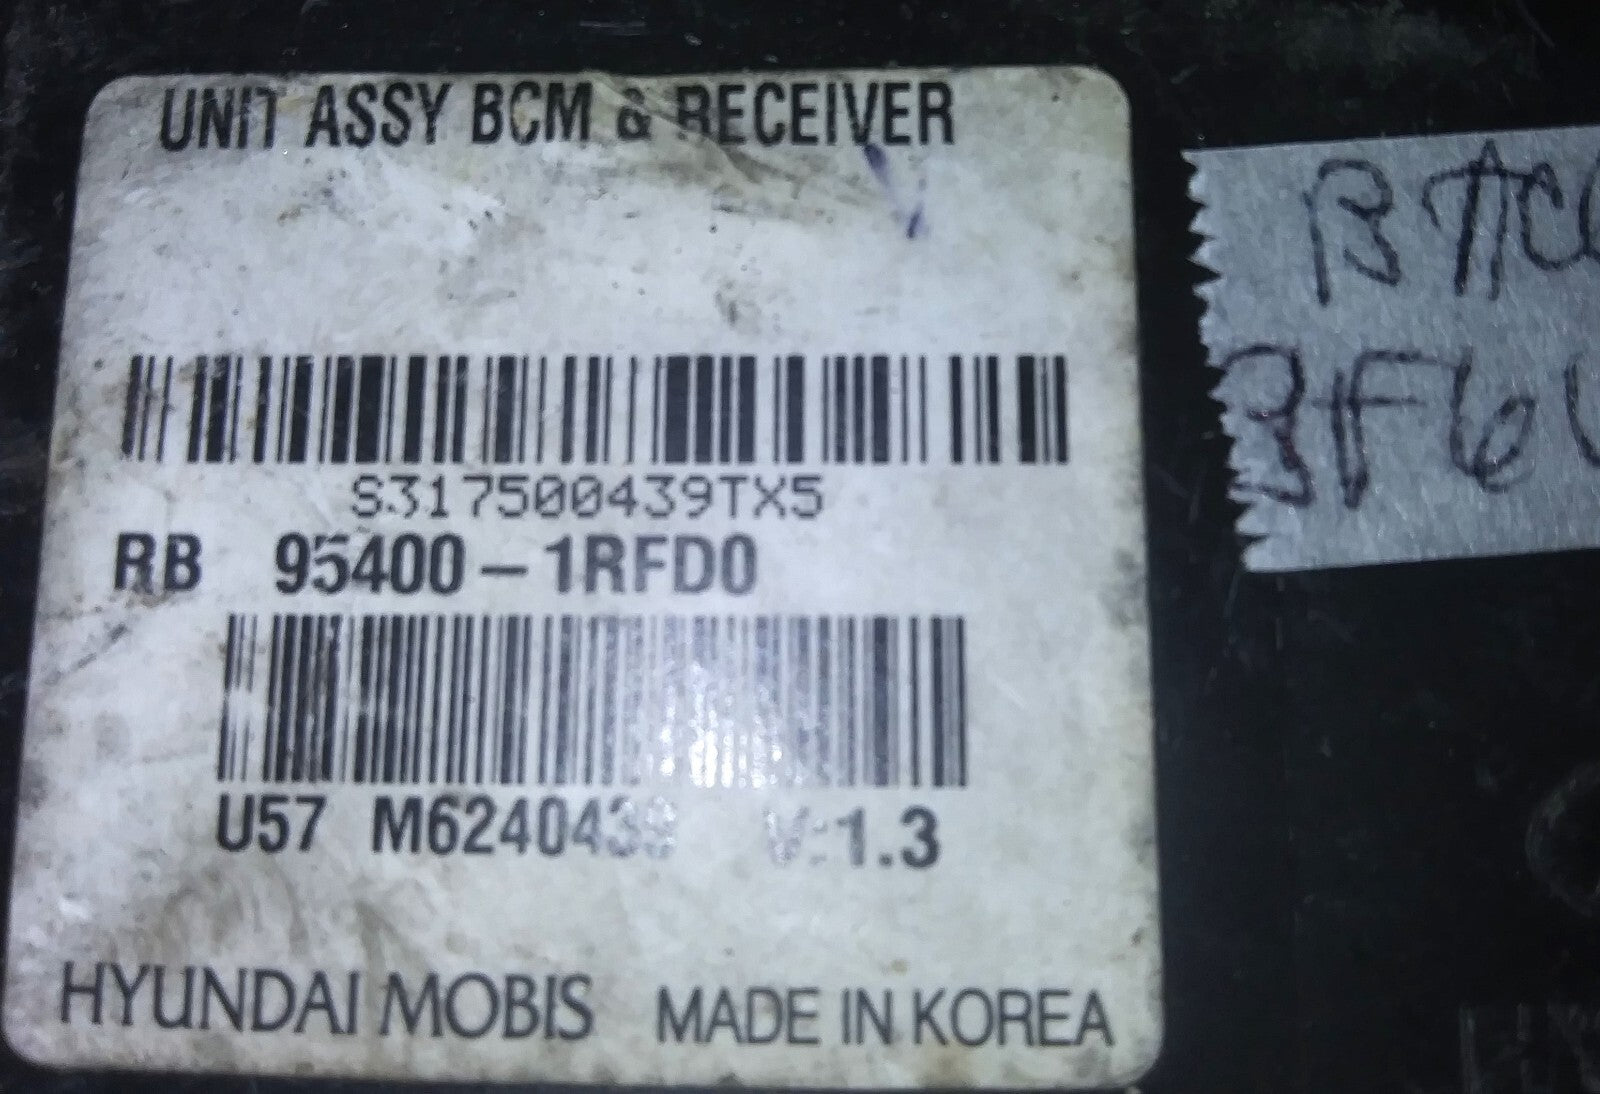 UNIT ASSY BCM & RECEIVER
S317500439TX5
RB 95400-1RFD0
U57 M6240439 V:1.3
HYUNDAI MOBIS MADE IN KOREA